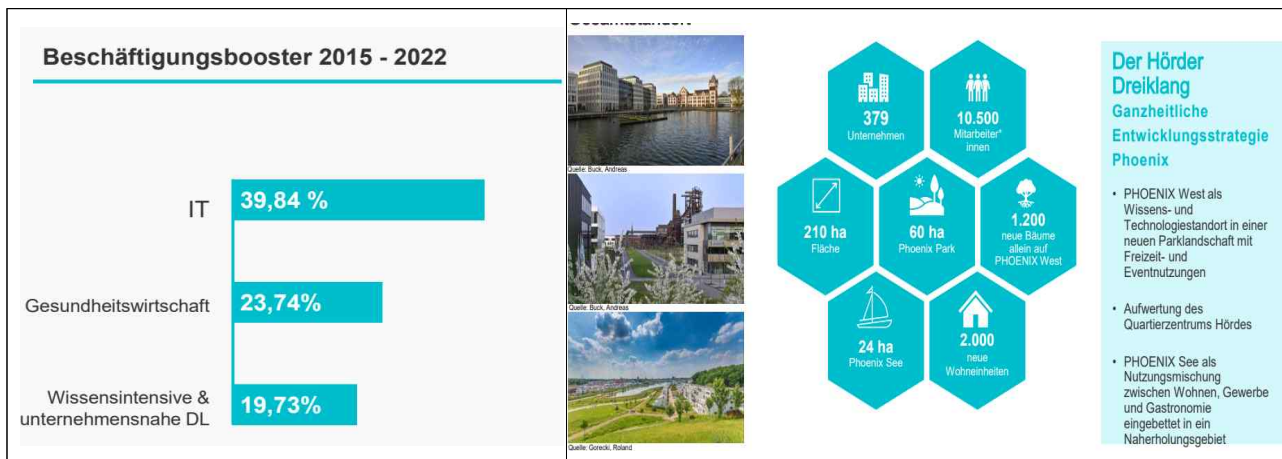 Beschäftigungsbooster 2015 - 2022
IT
39,84 %
Gesundheitswirtschaft
23,74%
Wissensintensive &
unternehmensnahe DL
19,73%
Gesamtstandort
Quelle: Buck, Andreas
Quelle: Buck, Andreas
Quelle: Gorecki, Roland
379
Unternehmen
10.500
Mitarbeiter*
innen
210 ha
Fläche
60 ha
Phoenix Park
1.200
neue Bäume
allein auf
PHOENIX West
24 ha
Phoenix See
2.000
neue
Wohneinheiten
Der Hörder
Dreiklang
Ganzheitliche
Entwicklungsstrategie
Phoenix
• PHOENIX West als
Wissens- und
Technologiestandort in einer
neuen Parklandschaft mit
Freizeit- und
Eventnutzungen
• Aufwertung des
Quartierzentrums Hördes
• PHOENIX See als
Nutzungsmischung
zwischen Wohnen, Gewerbe
und Gastronomie
eingebettet in ein
Naherholungsgebiet